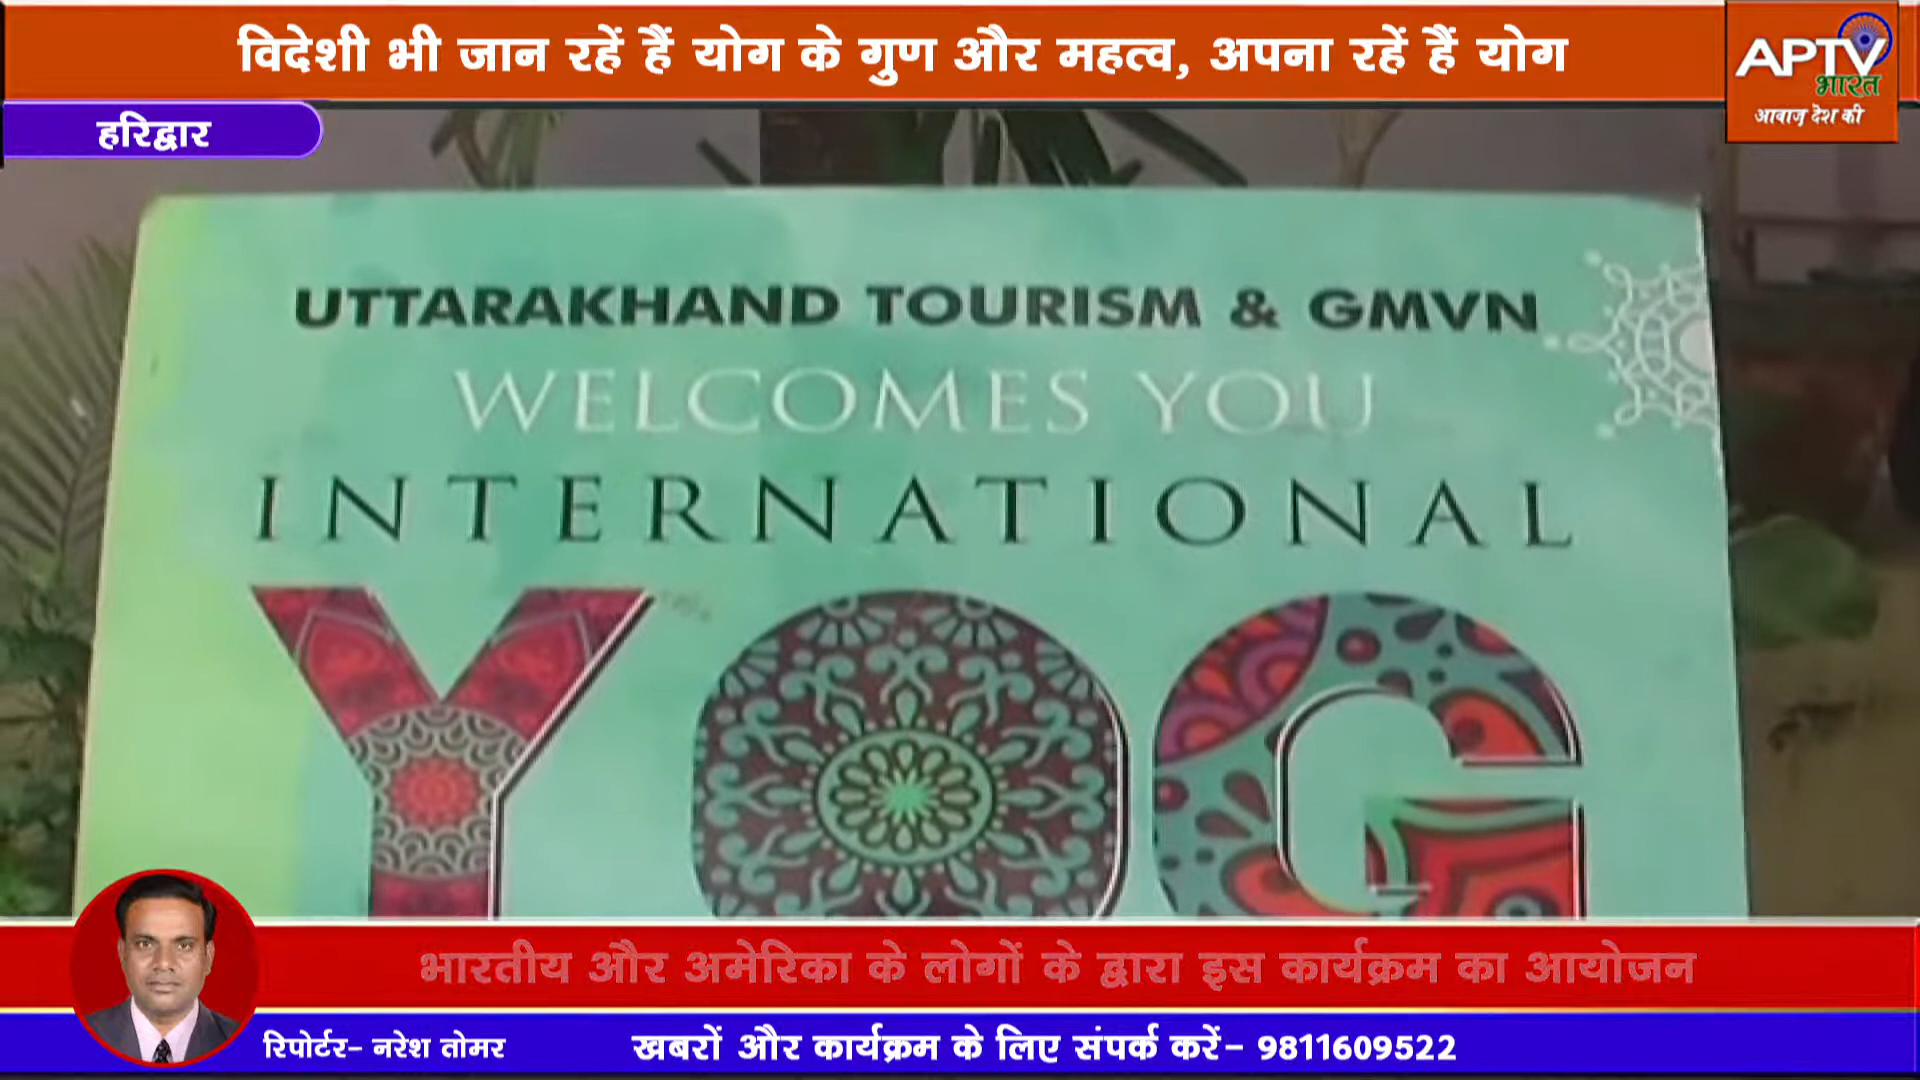 विदेशी भी जान रहें हैं योग के गुण और महत्व, अपना रहें हैं योग
APTV
भारत
आवाज़ देश की
हरिद्वार
UTTARAKHAND TOURISM & GMVN
WELCOMES YOU
INTERNATIONAL
YOG
भारतीय और अमेरिका के लोगों के द्वारा इस कार्यक्रम का आयोजन
रिपोर्टर- नरेश तोमर
खबरों और कार्यक्रम के लिए संपर्क करें- 9811609522